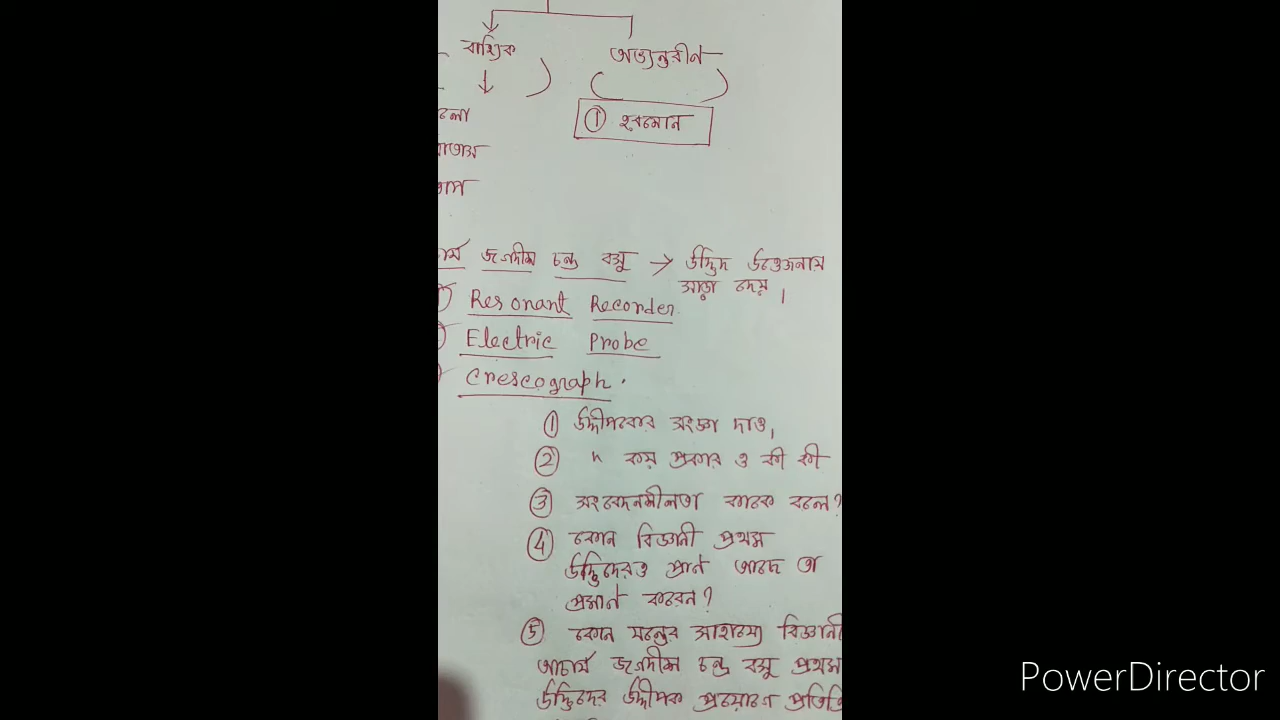 বাহ্যিক
অভ্যন্তরীণ
① হরমোন
জগদীশ চন্দ্র বসু → উদ্ভিদ উত্তেজনায়
সাড়া দেয়।
Resonant Recorder
Electric Probe
Crescograph.
① উদ্দীপকের সংজ্ঞা দাও,
② " কয় প্রকার ও কী কী
③ সংবেদনশীলতা কাকে বলে?
④ কোন বিজ্ঞানী প্রথম
উদ্ভিদেরও প্রাণ আছে তা
প্রমাণ করেন?
⑤ কোন যন্ত্রের সাহায্যে বিজ্ঞানী
আচার্য জগদীশ চন্দ্র বসু প্রথম
উদ্ভিদের উদ্দীপক প্রয়োগে
PowerDirector